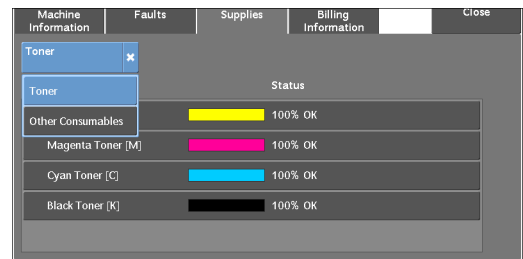 Machine
Information
Faults
Supplies
Billing
Information
Close
Toner
Toner
Other Consumables
Status
100% OK
Magenta Toner [M]
100% OK
Cyan Toner [C]
100% OK
Black Toner [K]
100% OK